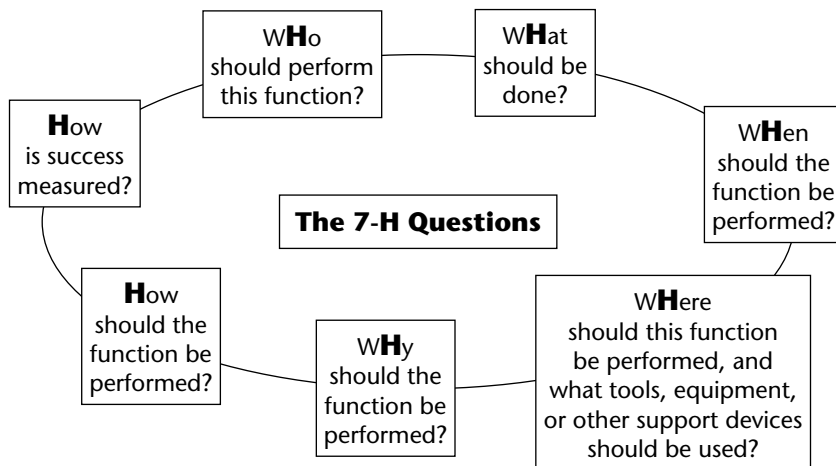 WHo
should perform
this function?
WHat
should be
done?
WHen
should the
function be
performed?
WHere
should this function
be performed, and
what tools, equipment,
or other support devices
should be used?
WHy
should the
function be
performed?
How
should the
function be
performed?
How
is success
measured?
The 7-H Questions